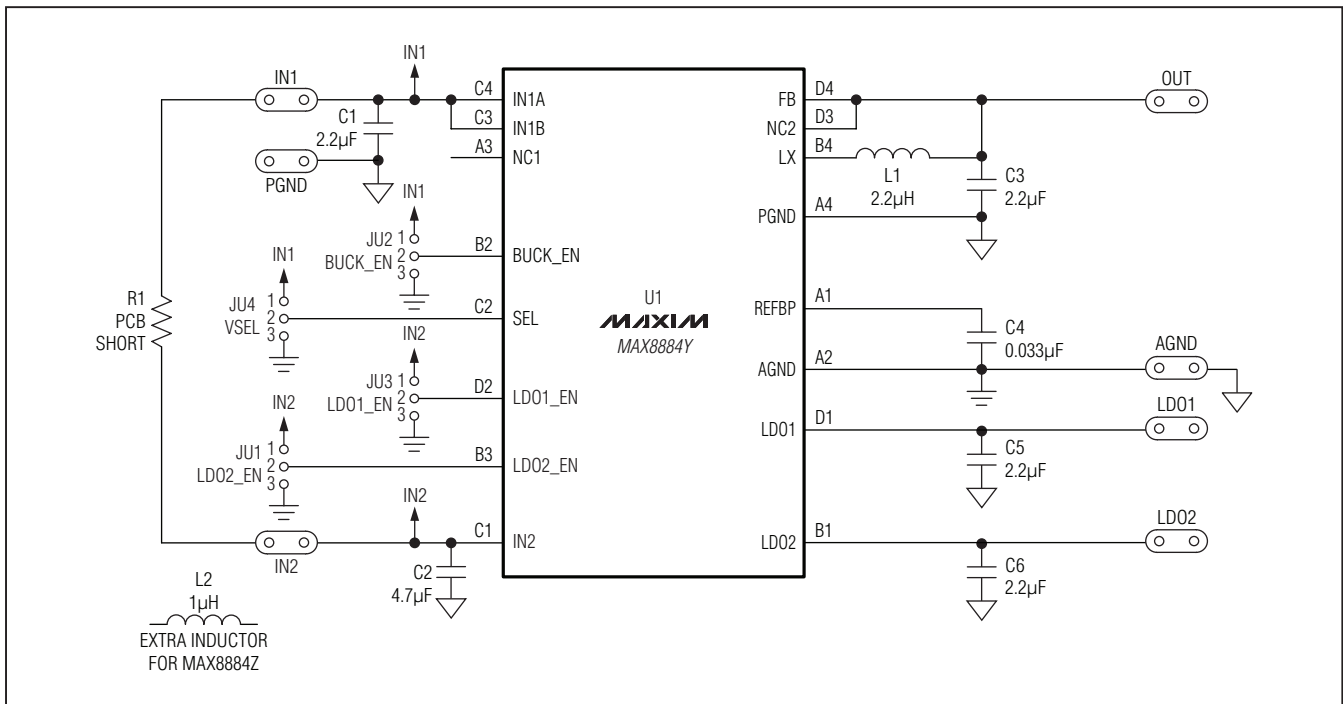 IN1
IN1
C1
2.2µF
PGND
C4
IN1A
C3
IN1B
A3
NC1
IN1
JU2
1
2
3
BUCK_EN
B2
BUCK_EN
IN1
JU4
VSEL
1
2
3
C2
SEL
R1
PCB
SHORT
IN2
JU3
1
2
3
LDO1_EN
D2
LDO1_EN
IN2
JU1
1
2
3
LDO2_EN
B3
LDO2_EN
IN2
IN2
C1
IN2
C2
4.7µF
L2
1µH
EXTRA INDUCTOR
FOR MAX8884Z
U1
MAXIM
MAX8884Y
FB
D4
NC2
D3
LX
B4
L1
2.2µH
OUT
C3
2.2µF
PGND
A4
REFBP
A1
C4
0.033µF
AGND
A2
AGND
LDO1
D1
LDO1
C5
2.2µF
LDO2
B1
LDO2
C6
2.2µF